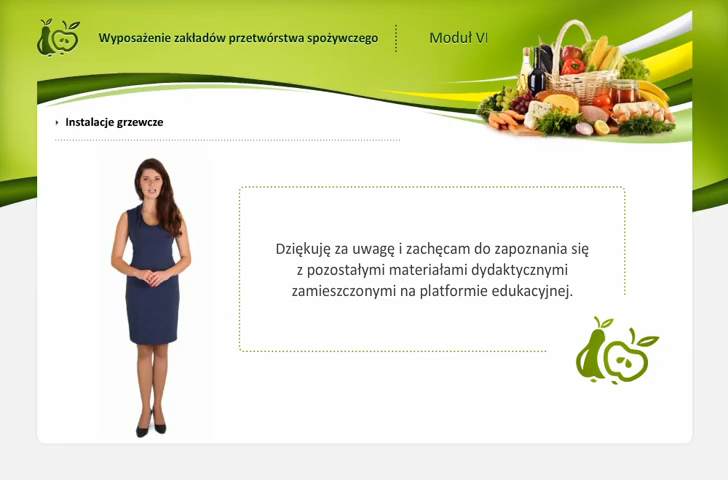 Wyposażenie zakładów przetwórstwa spożywczego
Moduł VI
Instalacje grzewcze
Dziękuję za uwagę i zachęcam do zapoznania się
z pozostałymi materiałami dydaktycznymi
zamieszczonymi na platformie edukacyjnej.